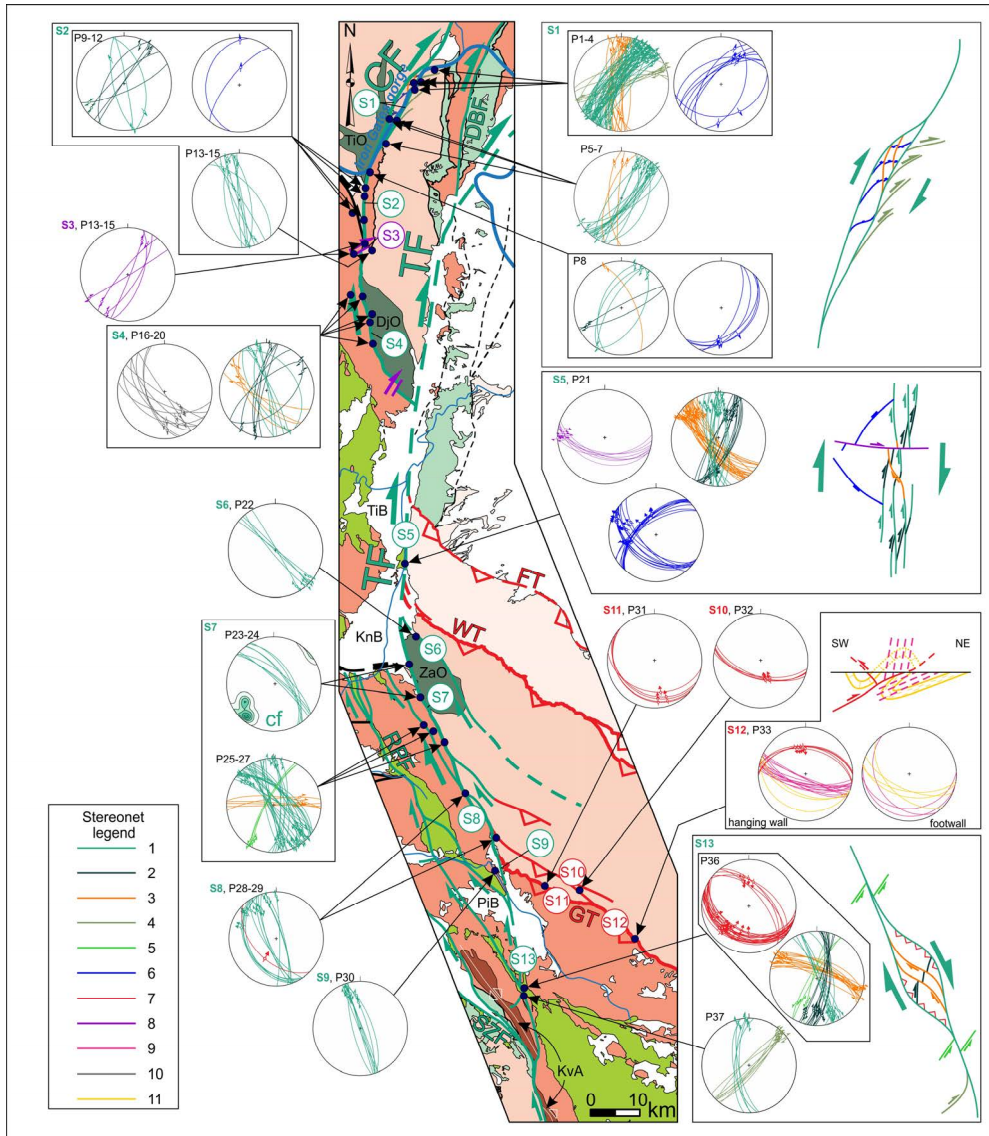 S2
P9-12
P13-15
S3, P13-15
S4, P16-20
S6, P22
S7
P23-24
cf
P25-27
S8, P28-29
S9, P30
Stereonet
legend
1
2
3
4
5
6
7
8
9
10
11
N
CF
S1
Iron Gates gorge
TiO
DBF
S2
S3
TF
DjO
S4
TiB
S5
TF
FT
WT
KnB
S6
ZaO
S7
S8
S9
S10
S11
PiB
GT
S12
S13
SZF
KvA
0 10
km
S1
P1-4
P5-7
P8
S5, P21
S11, P31
S10, P32
SW
NE
S12, P33
hanging wall
footwall
S13
P36
P37